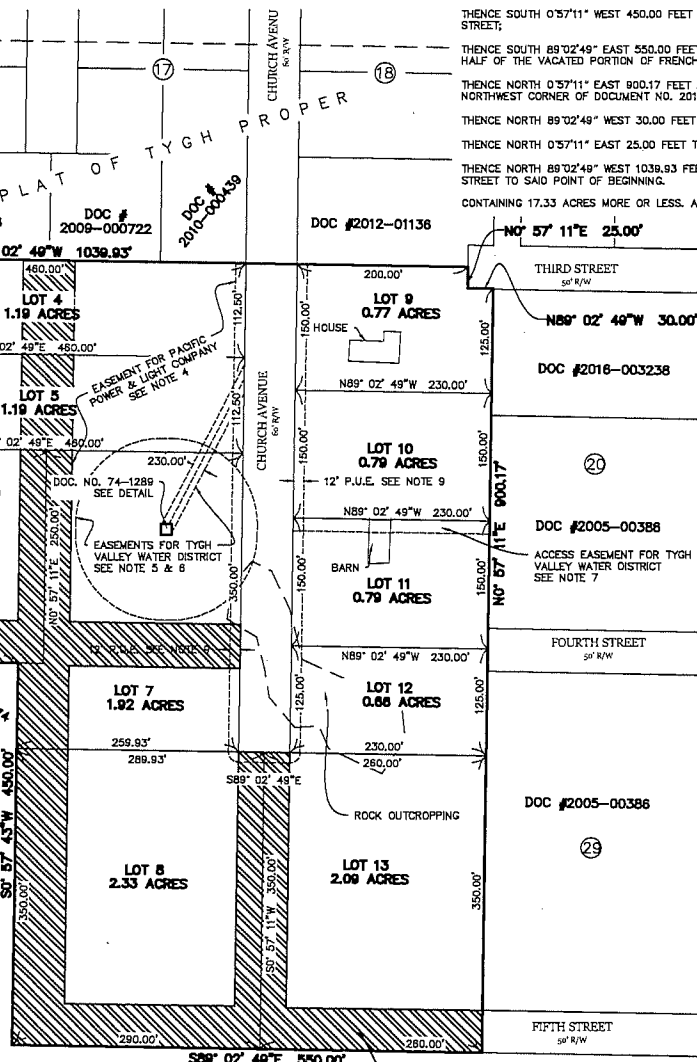 THENCE SOUTH 0°57'11" WEST 450.00 FEET
STREET;
THENCE SOUTH 89°02'49" EAST 550.00 FEE
HALF OF THE VACATED PORTION OF FRENCH
THENCE NORTH 0°57'11" EAST 900.17 FEET
NORTHWEST CORNER OF DOCUMENT NO. 201
THENCE NORTH 89°02'49" WEST 30.00 FEET
THENCE NORTH 0°57'11" EAST 25.00 FEET T
THENCE NORTH 89°02'49" WEST 1039.93 FE
STREET TO SAID POINT OF BEGINNING.
CONTAINING 17.33 ACRES MORE OR LESS. A
CHURCH AVENU
60' R/W
17
18
PLAT OF TYGH PROPER
DOC #
2009-000722
DOC #
2010-000439
DOC #2012-01136
N0° 57' 11"E 25.00'
02' 49"W 1039.93'
460.00'
200.00'
THIRD STREET
50' R/W
LOT 4
1.19 ACRES
112.50'
150.00'
LOT 9
0.77 ACRES
HOUSE
125.00'
N89° 02' 49"W 30.00'
02' 49"E 460.00'
EASEMENT FOR PACIFIC
POWER & LIGHT COMPANY
SEE NOTE 4
DOC #2016-003238
LOT 5
1.19 ACRES
112.50'
CHURCH AVENUE
60' R/W
N89° 02' 49"W 230.00'
02' 49"E 460.00'
230.00'
150.00'
LOT 10
0.79 ACRES
150.00'
20
DOC. NO. 74-1289
SEE DETAIL
12' P.U.E. SEE NOTE 9
N0° 57' 11"E 900.17'
N0° 57' 11"E 250.00'
N89° 02' 49"W 230.00'
DOC #2005-00386
EASEMENTS FOR TYGH
VALLEY WATER DISTRICT
SEE NOTE 5 & 6
BARN
ACCESS EASEMENT FOR TYGH
VALLEY WATER DISTRICT
SEE NOTE 7
350.00'
150.00'
LOT 11
0.79 ACRES
150.00'
12' P.U.E. SEE NOTE 9
N89° 02' 49"W 230.00'
FOURTH STREET
50' R/W
LOT 7
1.92 ACRES
LOT 12
0.66 ACRES
125.00'
125.00'
259.93'
289.93'
230.00'
260.00'
S0° 57' 43"W 450.00'
S89° 02' 49"E
ROCK OUTCROPPING
DOC #2005-00386
29
LOT 8
2.33 ACRES
LOT 13
2.09 ACRES
350.00'
S0° 57' 11"W 350.00'
350.00'
290.00'
260.00'
FIFTH STREET
50' R/W
S89° 02' 49"E 550.00'